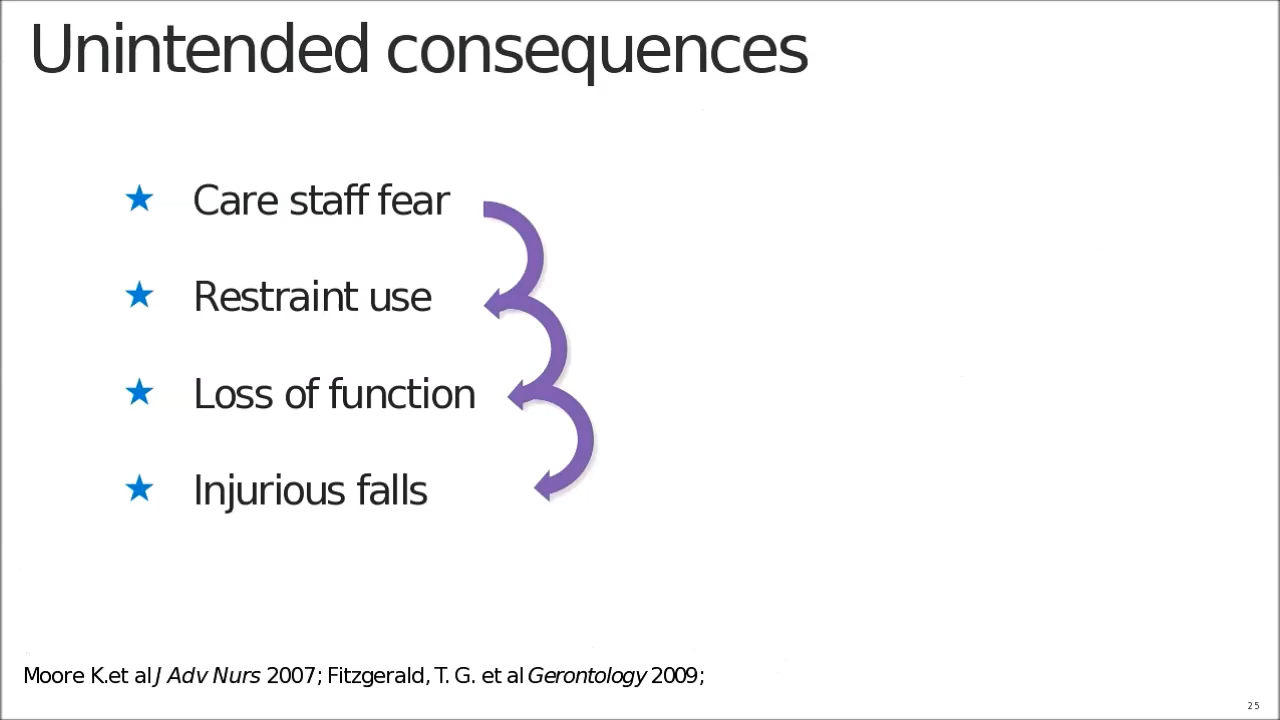 Unintended consequences
★ Care staff fear
★ Restraint use
★ Loss of function
★ Injurious falls
Moore K.et al J Adv Nurs 2007; Fitzgerald, T. G. et al Gerontology 2009;
25